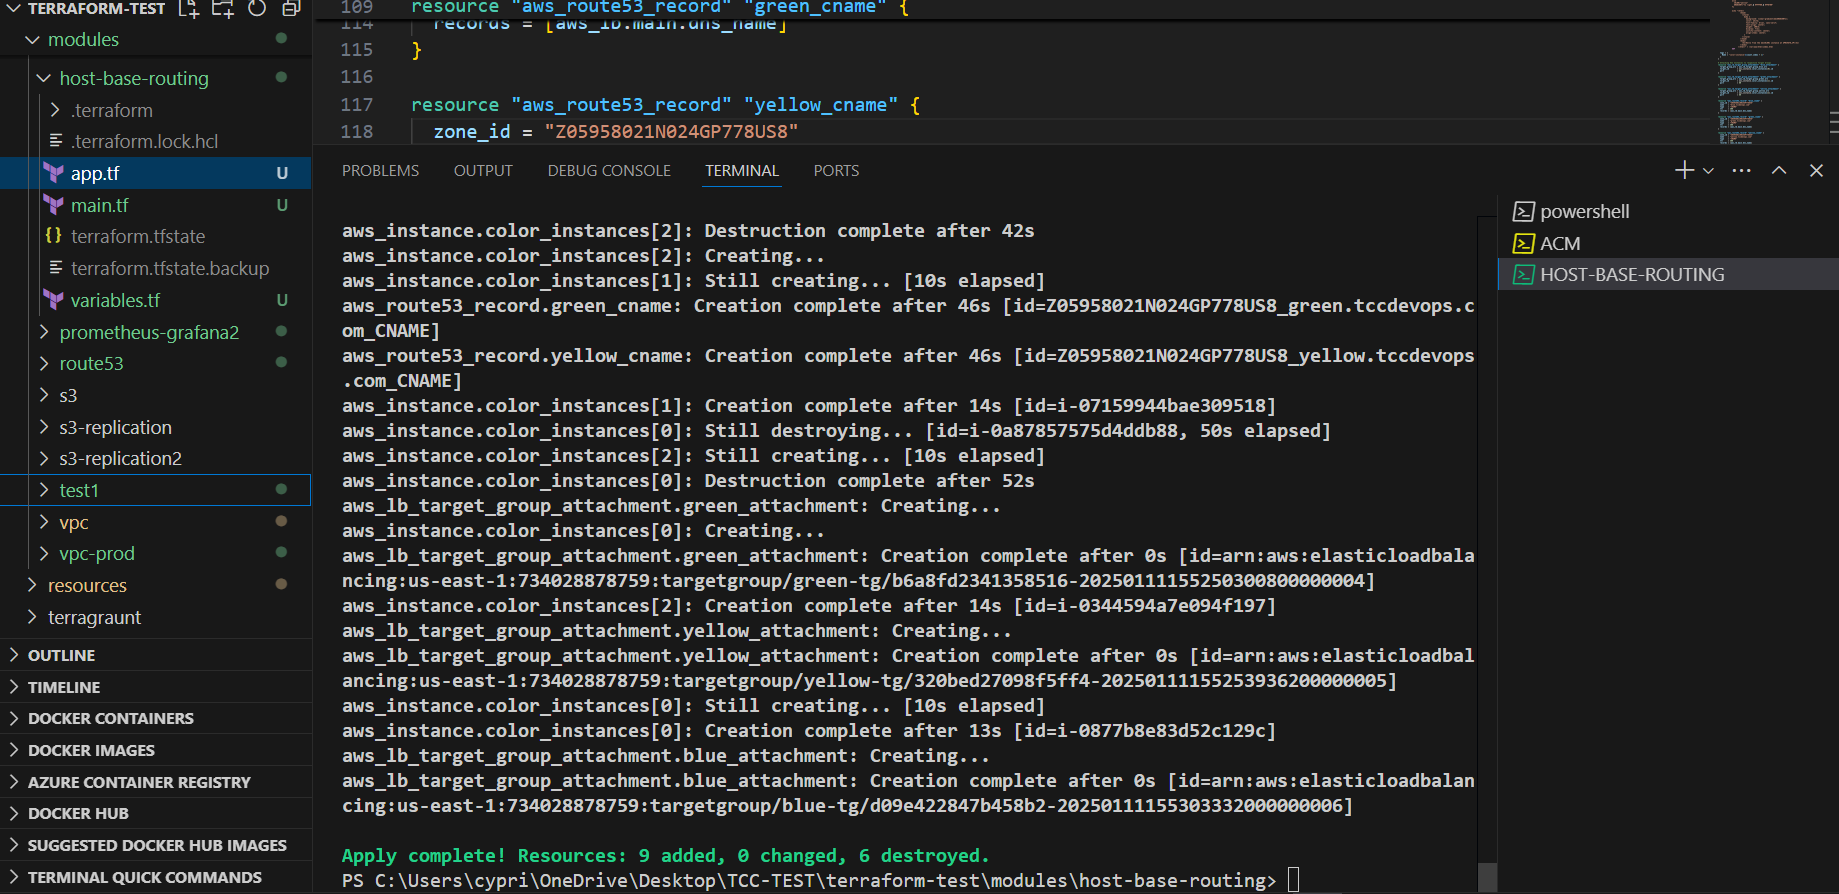 TERRAFORM-TEST
modules
host-base-routing
.terraform
.terraform.lock.hcl
app.tf U
main.tf U
{} terraform.tfstate
terraform.tfstate.backup
variables.tf U
prometheus-grafana2
route53
s3
s3-replication
s3-replication2
test1
vpc
vpc-prod
resources
terragraunt
OUTLINE
TIMELINE
DOCKER CONTAINERS
DOCKER IMAGES
AZURE CONTAINER REGISTRY
DOCKER HUB
SUGGESTED DOCKER HUB IMAGES
TERMINAL QUICK COMMANDS
109 resource "aws_route53_record" "green_cname" {
114 records = [aws_lb.main.dns_name]
115 }
116
117 resource "aws_route53_record" "yellow_cname" {
118 zone_id = "Z05958021N024GP778US8"
PROBLEMS OUTPUT DEBUG CONSOLE TERMINAL PORTS
aws_instance.color_instances[2]: Destruction complete after 42s
aws_instance.color_instances[2]: Creating...
aws_instance.color_instances[1]: Still creating... [10s elapsed]
aws_route53_record.green_cname: Creation complete after 46s [id=Z05958021N024GP778US8_green.tccdevops.c
om_CNAME]
aws_route53_record.yellow_cname: Creation complete after 46s [id=Z05958021N024GP778US8_yellow.tccdevops
.com_CNAME]
aws_instance.color_instances[1]: Creation complete after 14s [id=i-07159944bae309518]
aws_instance.color_instances[0]: Still destroying... [id=i-0a87857575d4ddb88, 50s elapsed]
aws_instance.color_instances[2]: Still creating... [10s elapsed]
aws_instance.color_instances[0]: Destruction complete after 52s
aws_lb_target_group_attachment.green_attachment: Creating...
aws_instance.color_instances[0]: Creating...
aws_lb_target_group_attachment.green_attachment: Creation complete after 0s [id=arn:aws:elasticloadbala
ncing:us-east-1:734028878759:targetgroup/green-tg/b6a8fd2341358516-20250111155250300800000004]
aws_instance.color_instances[2]: Creation complete after 14s [id=i-0344594a7e094f197]
aws_lb_target_group_attachment.yellow_attachment: Creating...
aws_lb_target_group_attachment.yellow_attachment: Creation complete after 0s [id=arn:aws:elasticloadbal
ancing:us-east-1:734028878759:targetgroup/yellow-tg/320bed27098f5ff4-20250111155253936200000005]
aws_instance.color_instances[0]: Still creating... [10s elapsed]
aws_instance.color_instances[0]: Creation complete after 13s [id=i-0877b8e83d52c129c]
aws_lb_target_group_attachment.blue_attachment: Creating...
aws_lb_target_group_attachment.blue_attachment: Creation complete after 0s [id=arn:aws:elasticloadbalan
cing:us-east-1:734028878759:targetgroup/blue-tg/d09e422847b458b2-20250111155303332000000006]
Apply complete! Resources: 9 added, 0 changed, 6 destroyed.
PS C:\Users\cypri\OneDrive\Desktop\TCC-TEST\terraform-test\modules\host-base-routing>
powershell
ACM
HOST-BASE-ROUTING